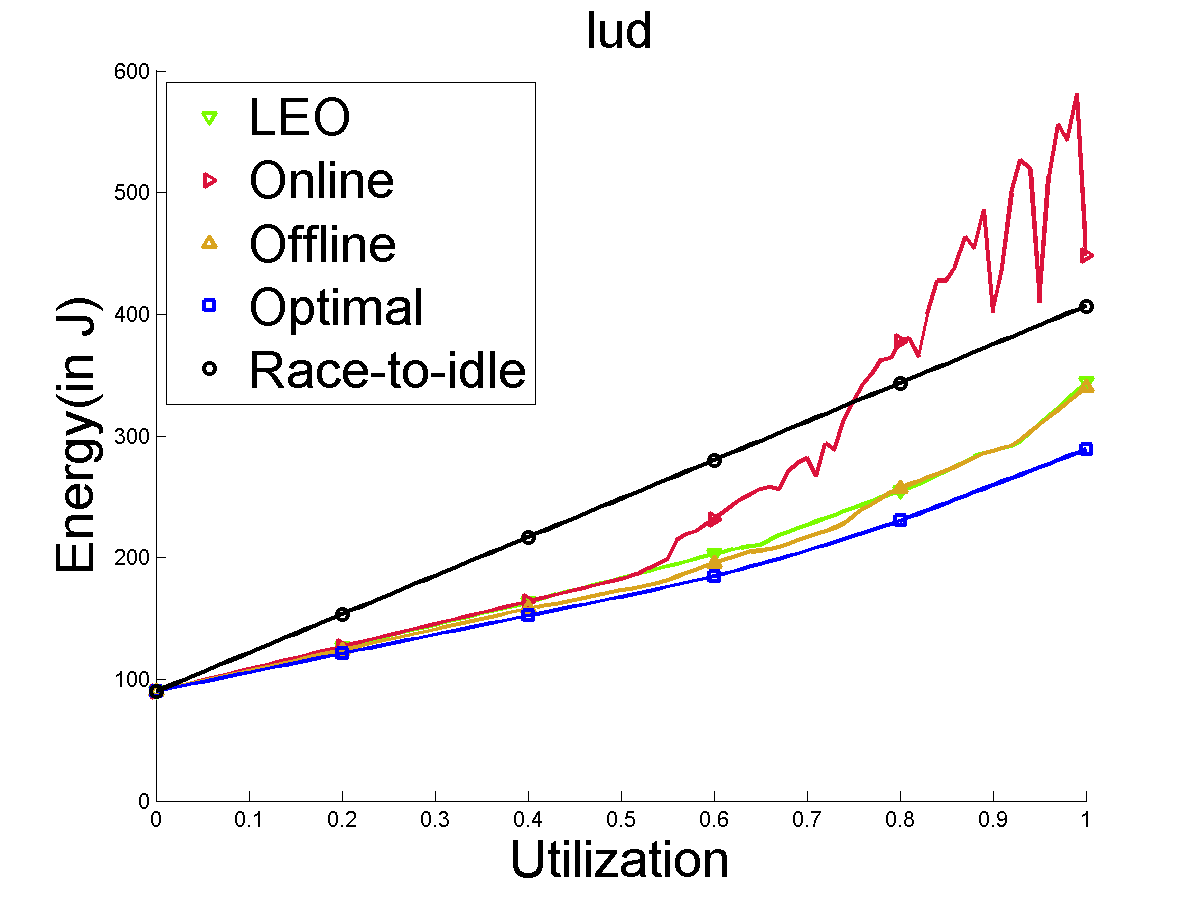 lud
600
500
400
300
200
100
0
Energy(in J)
LEO
Online
Offline
Optimal
Race-to-idle
0 0.1 0.2 0.3 0.4 0.5 0.6 0.7 0.8 0.9 1
Utilization